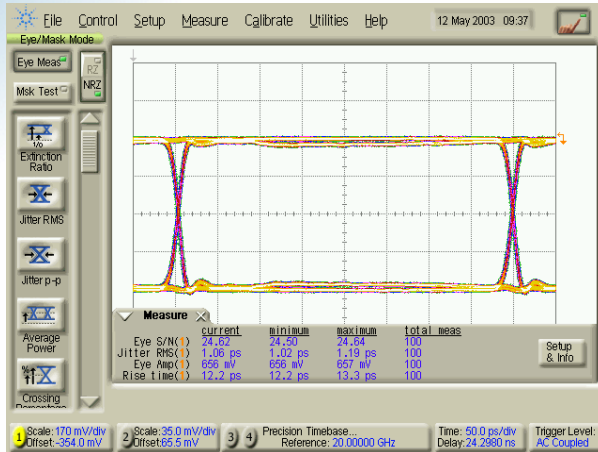 File Control Setup Measure Calibrate Utilities Help 12 May 2003 09:37
Eye/Mask Mode
Eye Meas
RZ
Msk Test
NRZ
1/0
Extinction
Ratio
Jitter RMS
Jitter p-p
Average
Power
%
Crossing
Measure
current minimum maximum total meas
Eye S/N(1) 24.62 24.50 24.64 100
Jitter RMS(1) 1.06 ps 1.02 ps 1.19 ps 100
Eye Amp(1) 656 mV 656 mV 657 mV 100
Rise time(1) 12.2 ps 12.2 ps 13.3 ps 100
Setup
& Info
1 Scale: 170 mV/div
Offset:-354.0 mV
2 Scale:35.0 mV/div
Offset:65.5 mV
3 4 Precision Timebase...
Reference: 20.00000 GHz
Time: 50.0 ps/div
Delay:24.2980 ns
Trigger Level:
AC Coupled